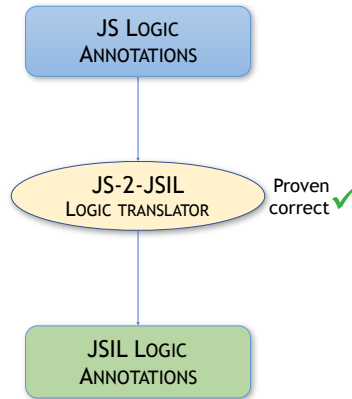 JS LOGIC
ANNOTATIONS
JS-2-JSIL
LOGIC TRANSLATOR
Proven
correct ✓
JSIL LOGIC
ANNOTATIONS